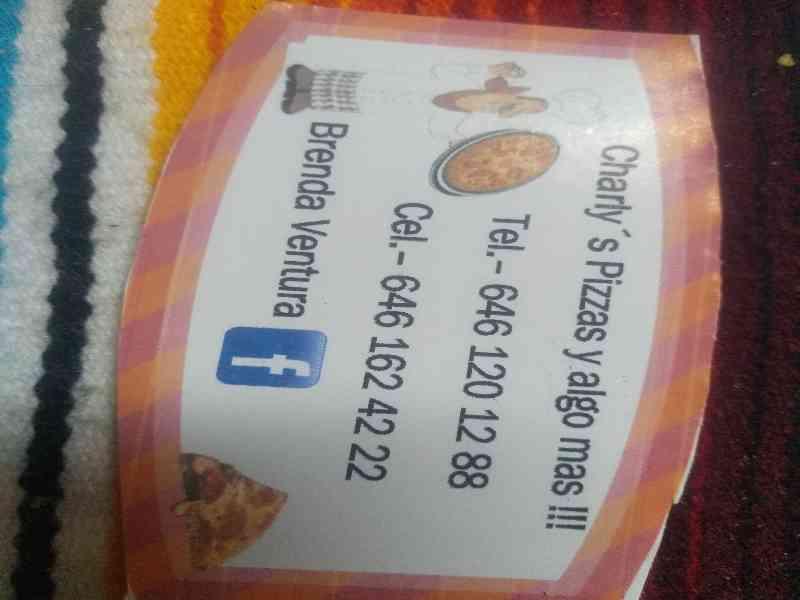 Charly´s Pizzas y algo mas !!!
Tel.- 646 120 12 88
Cel.- 646 162 42 22
Brenda Ventura f